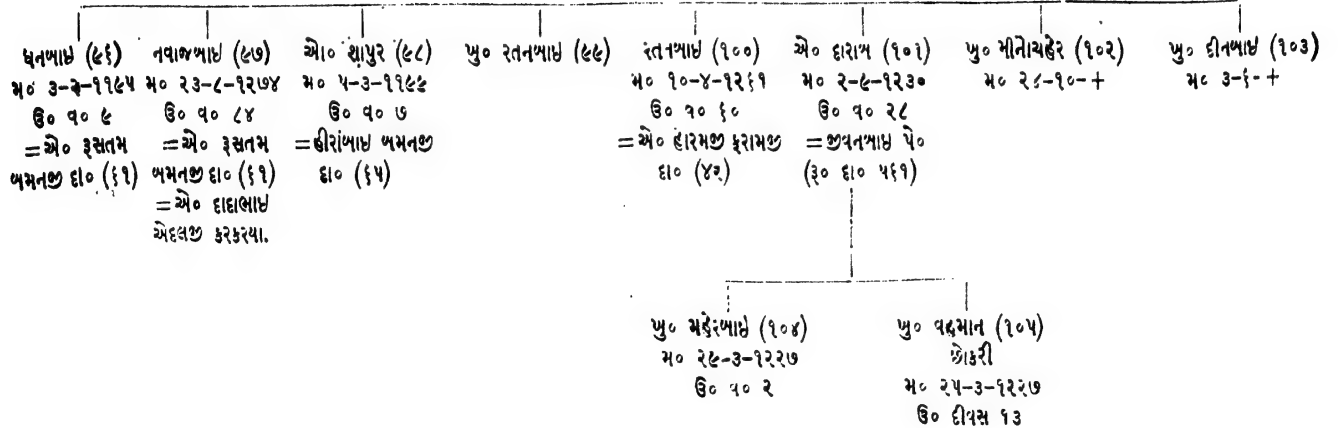 ધનબાઇ (૯૬)
મ૦ ૩-૨-૧૧૯૫
ઉ૦ વ૦ ૯
=એ૦ રૂસતમ
બમનજી દા૦ (૬૧)
નવાજબાઇ (૯૭)
મ૦ ૨૩-૮-૧૨૭૪
ઉ૦ વ૦ ૮૪
=એ૦ રૂસતમ
બમનજી દા૦ (૬૧)
=એ૦ દાદાભાઇ
એદલજી કરકરયા.
એ૦ શાપુર (૯૮)
મ૦ ૫-૩-૧૧૯૯
ઉ૦ વ૦ ૭
=હીરાંબાઇ બમનજી
દા૦ (૬૫)
ખુ૦ રતનબાઇ (૯૯)
રતનબાઇ (૧૦૦)
મ૦ ૧૦-૪-૧૨૬૧
ઉ૦ વ૦ ૬૦
=એ૦ હોરમજી ફરામજી
દા૦ (૪૨)
એ૦ દારાબ (૧૦૧)
મ૦ ૨-૯-૧૨૩૦
ઉ૦ વ૦ ૨૮
=જીવનબાઇ પે૦
(રૂ૦ દા૦ ૫૬૧)
ખુ૦ મીનોચહેર (૧૦૨)
મ૦ ૨૮-૧૦-+
ખુ૦ દીનબાઇ (૧૦૩)
મ૦ ૩-૬-+
ખુ૦ મહેરબાઇ (૧૦૪)
મ૦ ૨૯-૩-૧૨૨૭
ઉ૦ વ૦ ૨
ખુ૦ વહમાન (૧૦૫)
છોકરી
મ૦ ૨૫-૩-૧૨૨૭
ઉ૦ દીવસ ૧૩